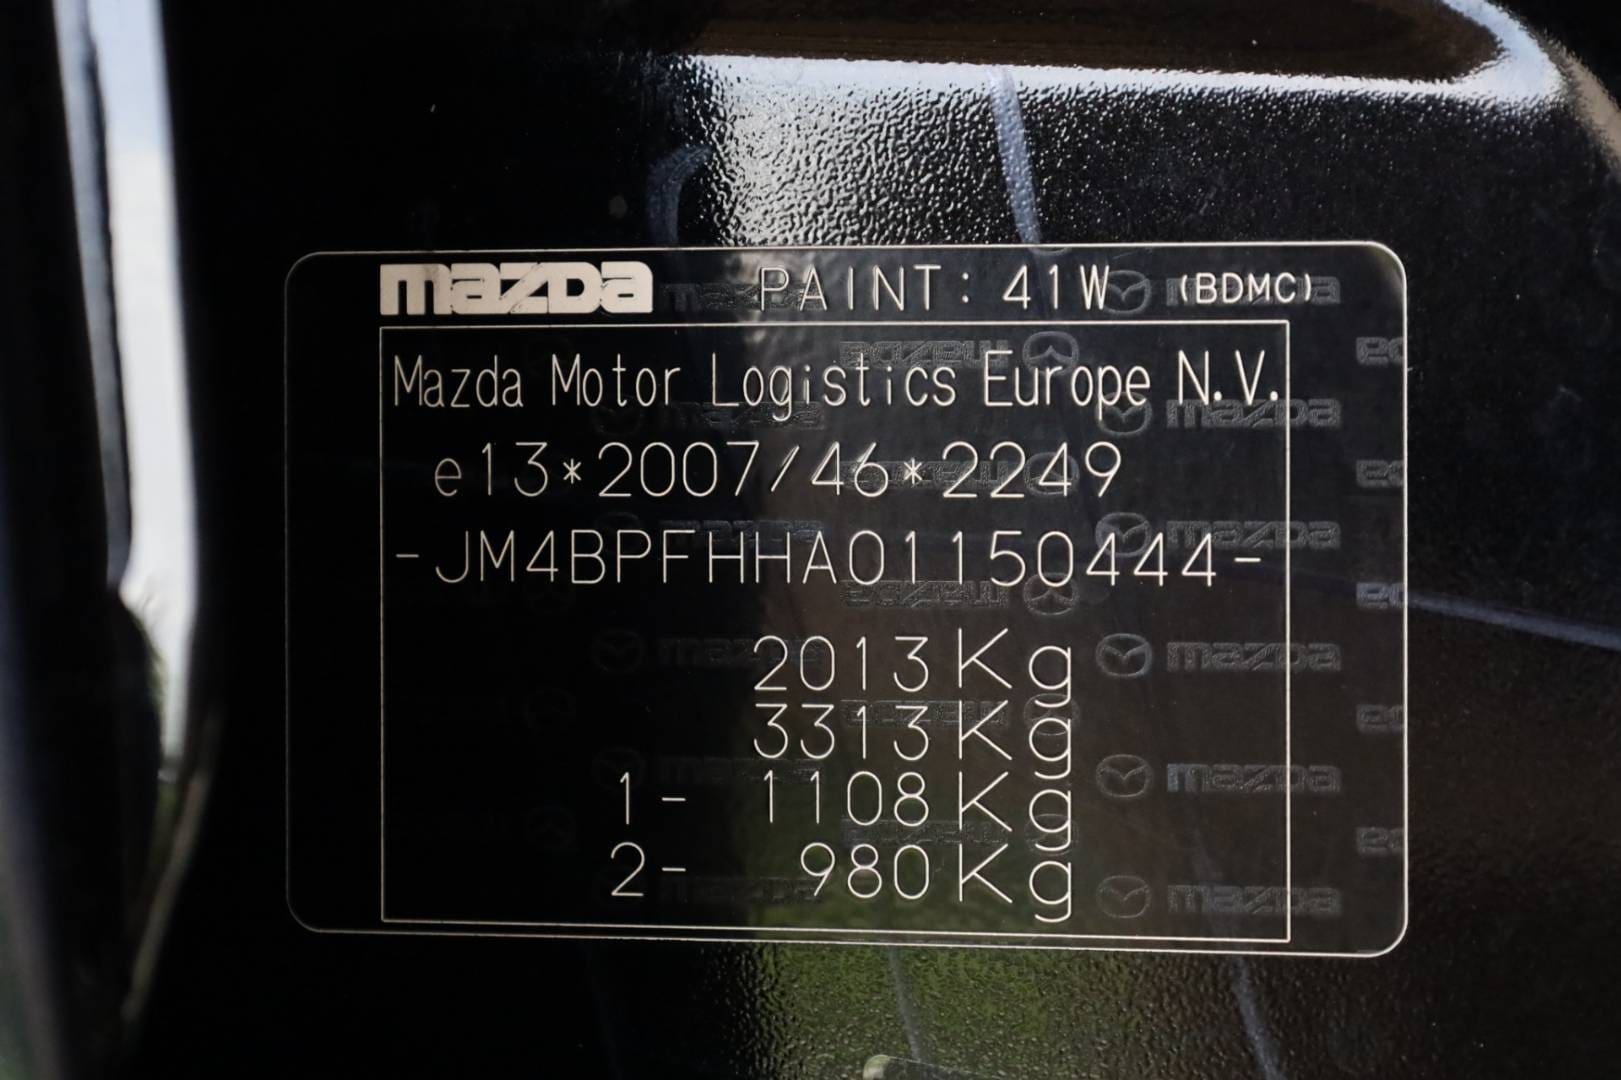 mazda PAINT: 41W (BDMC)
Mazda Motor Logistics Europe N.V.
e13*2007/46*2249
-JM4BPFHHA01150444-
2013Kg
3313Kg
1- 1108Kg
2- 980Kg